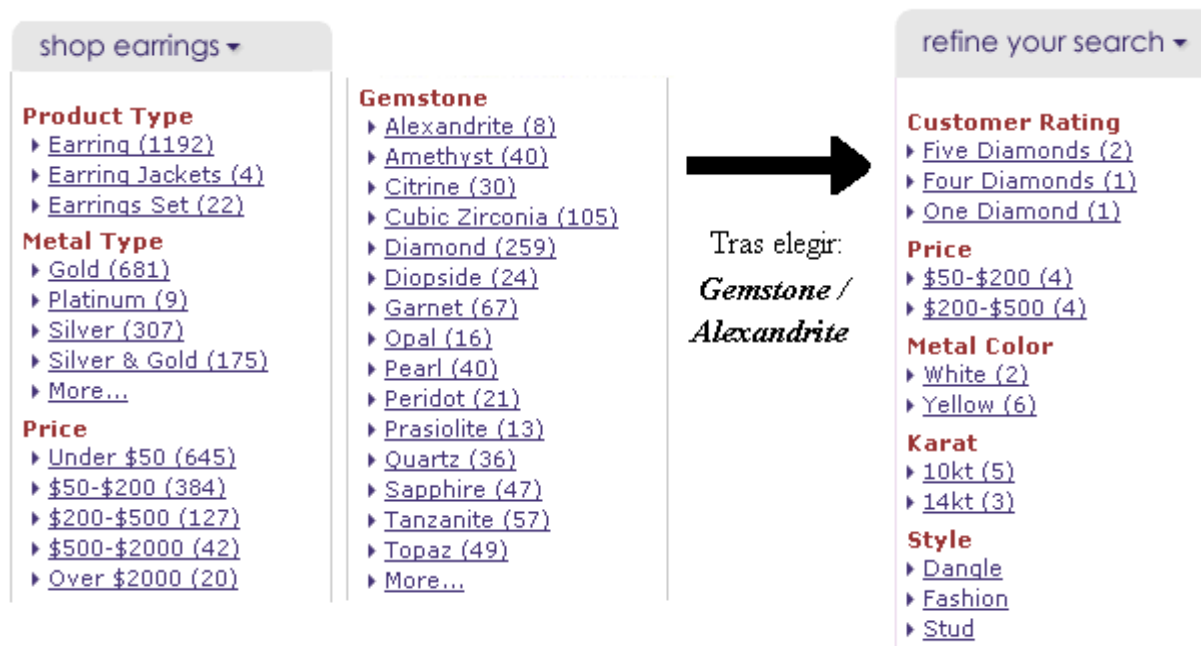 shop earrings
Product Type
Earring (1192)
Earring Jackets (4)
Earrings Set (22)
Metal Type
Gold (681)
Platinum (9)
Silver (307)
Silver & Gold (175)
More...
Price
Under $50 (645)
$50-$200 (384)
$200-$500 (127)
$500-$2000 (42)
Over $2000 (20)
Gemstone
Alexandrite (8)
Amethyst (40)
Citrine (30)
Cubic Zirconia (105)
Diamond (259)
Diopside (24)
Garnet (67)
Opal (16)
Pearl (40)
Peridot (21)
Prasiolite (13)
Quartz (36)
Sapphire (47)
Tanzanite (57)
Topaz (49)
More...
Tras elegir:
Gemstone /
Alexandrite
refine your search
Customer Rating
Five Diamonds (2)
Four Diamonds (1)
One Diamond (1)
Price
$50-$200 (4)
$200-$500 (4)
Metal Color
White (2)
Yellow (6)
Karat
10kt (5)
14kt (3)
Style
Dangle
Fashion
Stud